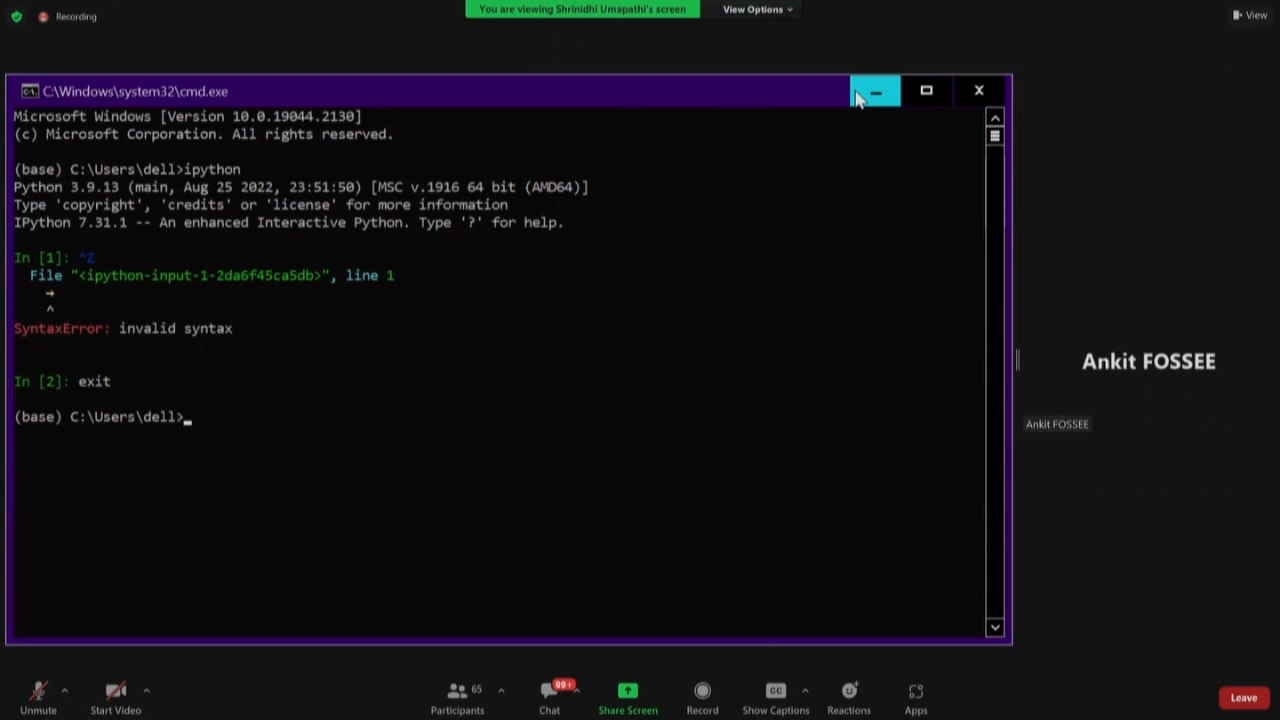 Recording
You are viewing Shrinidhi Umapathi's screen
View Options
View
C:\Windows\system32\cmd.exe
Microsoft Windows [Version 10.0.19044.2130]
(c) Microsoft Corporation. All rights reserved.
(base) C:\Users\dell>ipython
Python 3.9.13 (main, Aug 25 2022, 23:51:50) [MSC v.1916 64 bit (AMD64)]
Type 'copyright', 'credits' or 'license' for more information
IPython 7.31.1 -- An enhanced Interactive Python. Type '?' for help.
In [1]: ^Z
File "<ipython-input-1-2da6f45ca5db>", line 1
→
^
SyntaxError: invalid syntax
In [2]: exit
(base) C:\Users\dell>
Ankit FOSSEE
Ankit FOSSEE
Unmute
Start Video
65
Participants
99+
Chat
Share Screen
Record
CC
Show Captions
Reactions
Apps
Leave